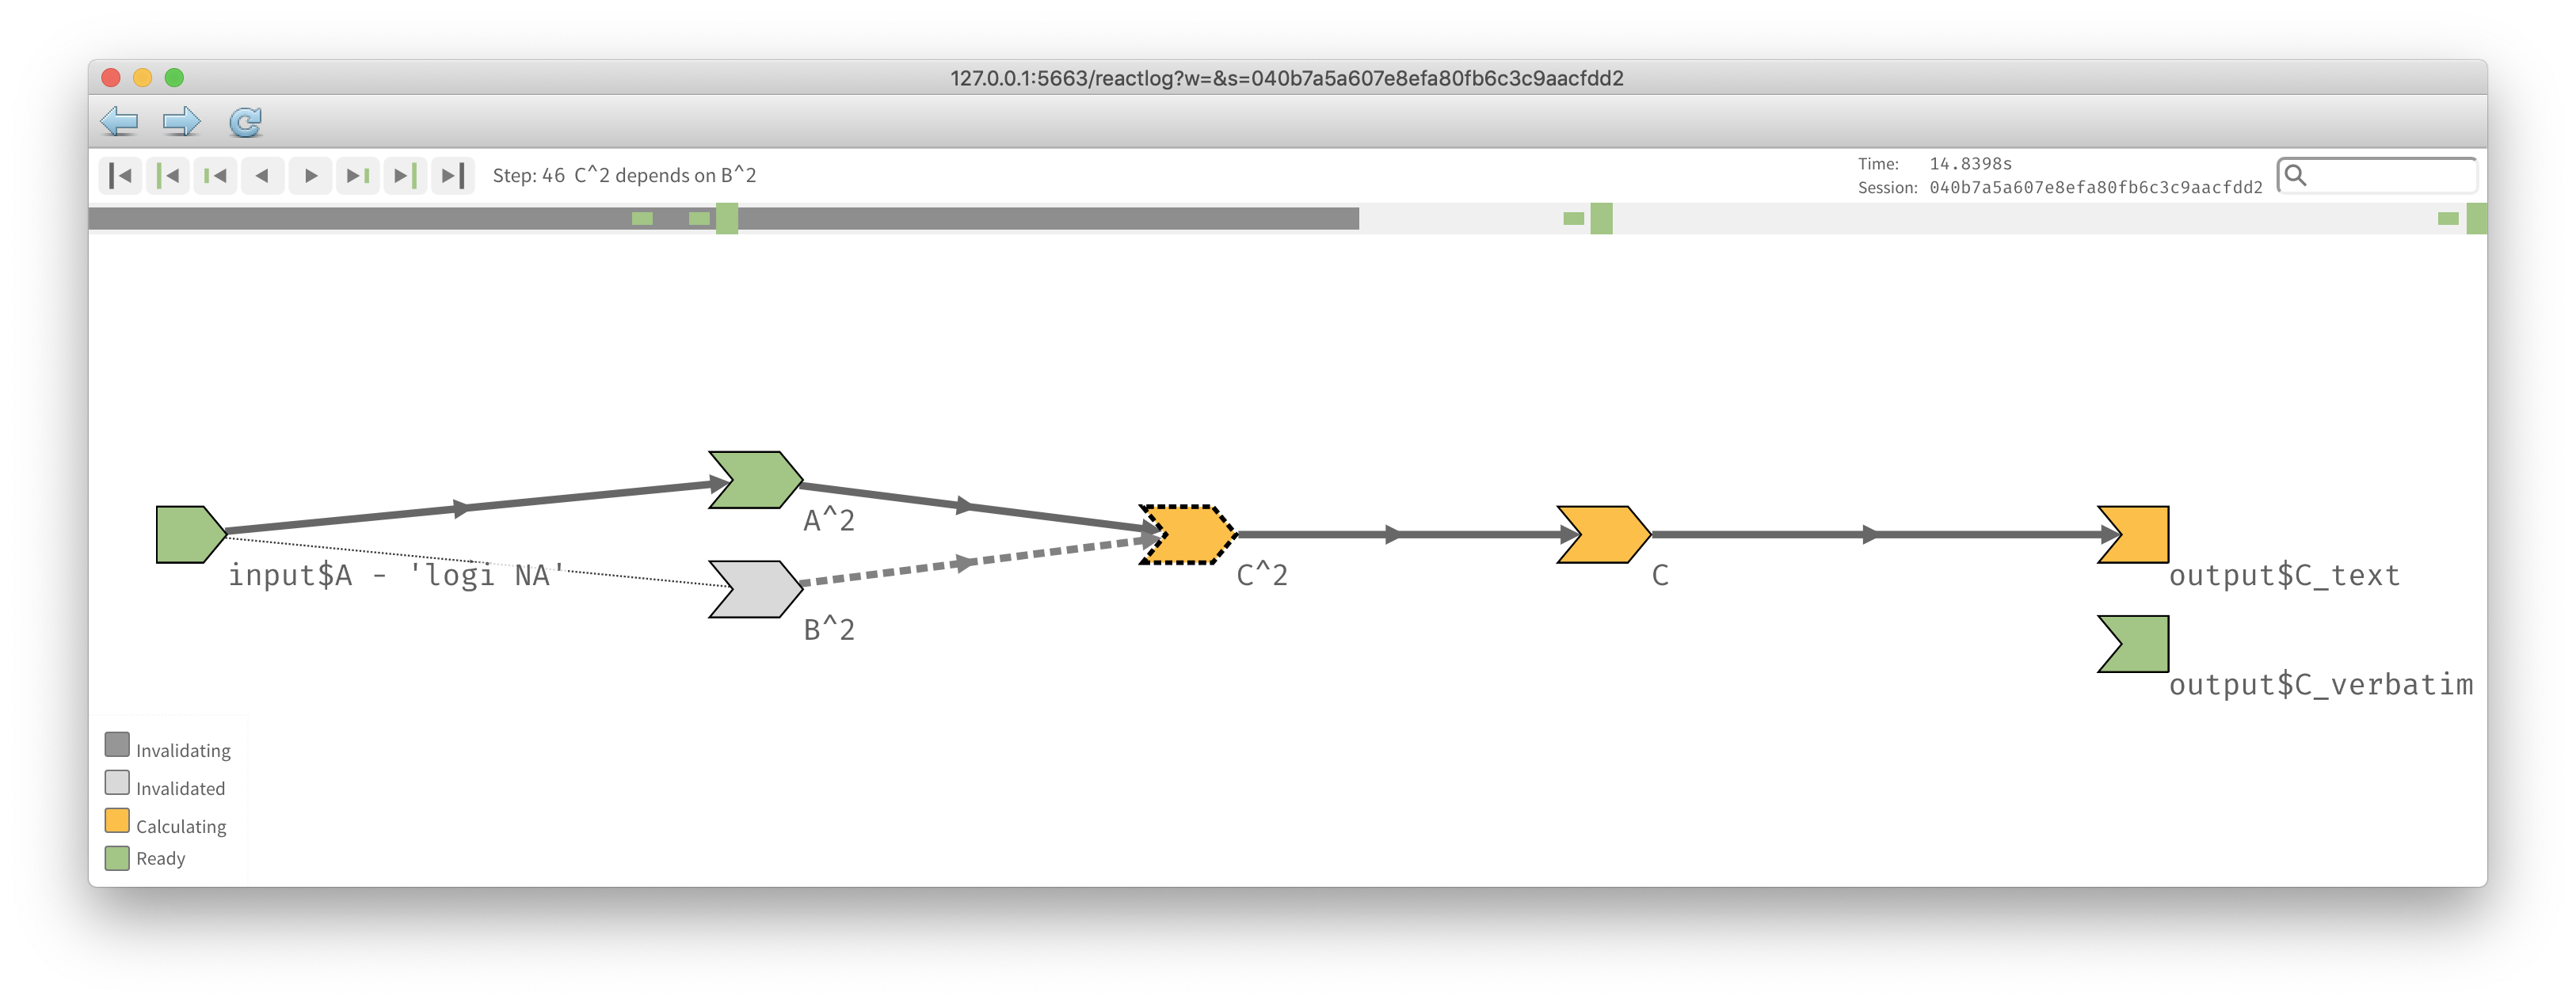 127.0.0.1:5663/reactlog?w=&s=040b7a5a607e8efa80fb6c3c9aacfdd2
Step: 46 C^2 depends on B^2
Time: 14.8398s
Session: 040b7a5a607e8efa80fb6c3c9aacfdd2
A^2
input$A - 'logi NA'
C^2
C
output$C_text
B^2
output$C_verbatim
Invalidating
Invalidated
Calculating
Ready